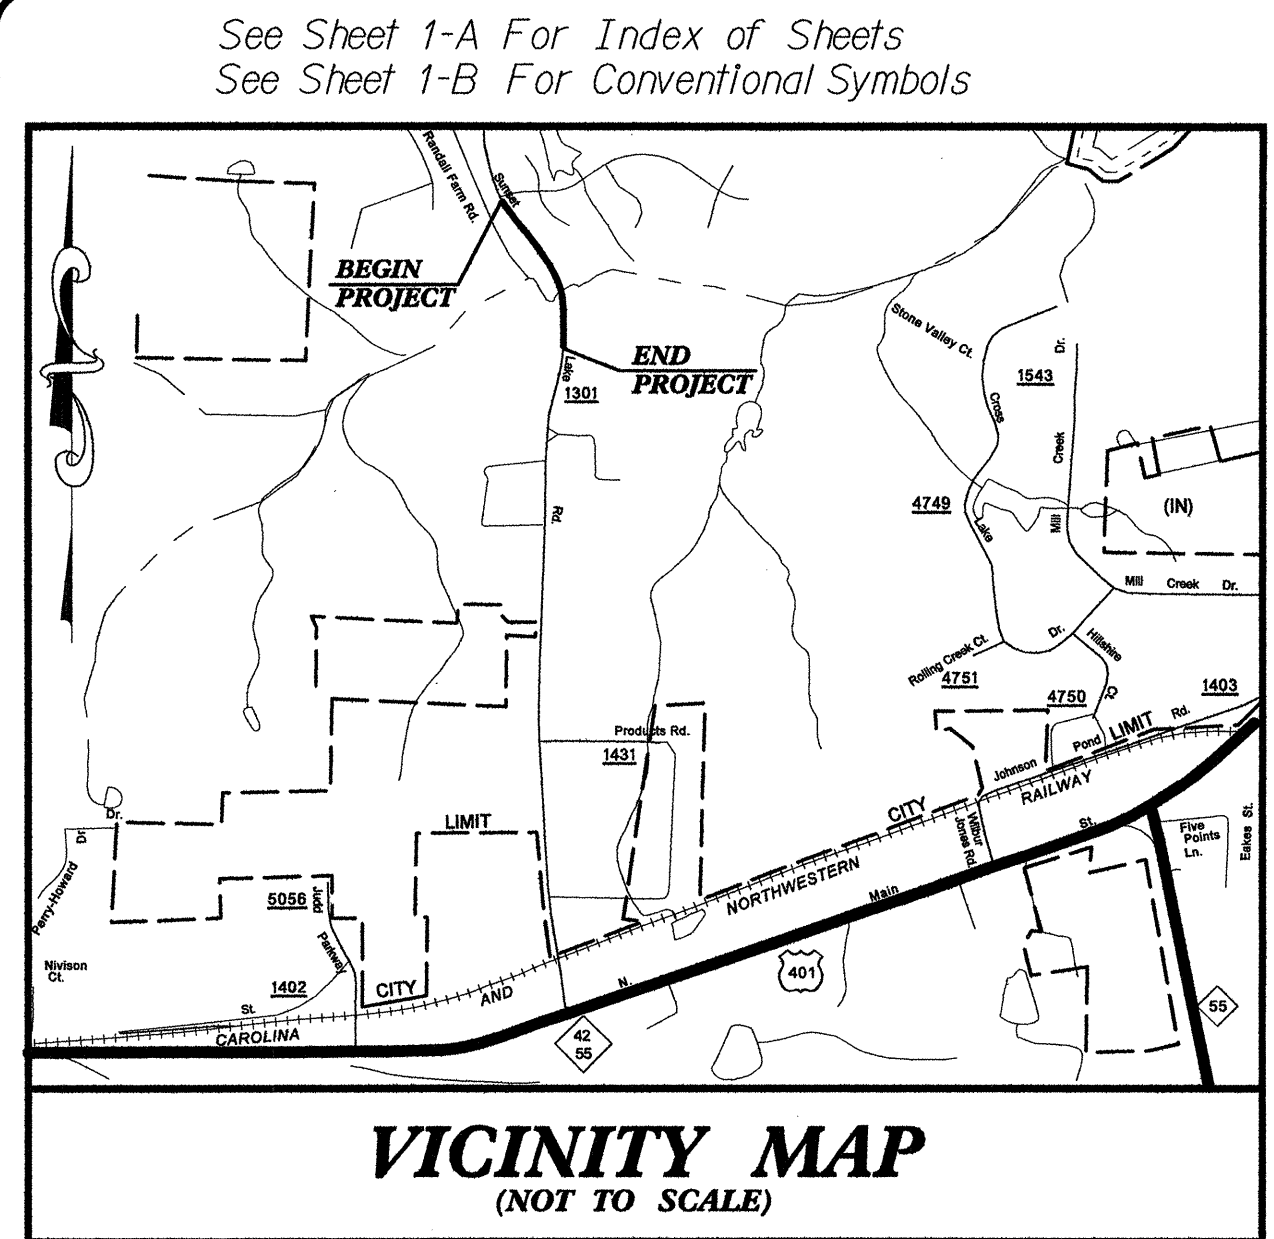 See Sheet 1-A For Index of Sheets
See Sheet 1-B For Conventional Symbols
Randall Farm Rd.
Sunset
BEGIN
PROJECT
END
PROJECT
Lake
1301
Rd.
Stone Valley Ct.
Dr.
1543
Cross
Creek
4749
Lake
Mill
(IN)
Mill Creek Dr.
Dr.
Hillshire
Ct.
Rolling Creek Ct.
4751
4750
1403
Products Rd.
1431
Johnson
Pond
LIMIT
Rd.
RAILWAY
CITY
Wilbur
Jones Rd.
St.
Five
Points
Ln.
Eakes St.
Dr.
Dr.
LIMIT
Perry-Howard
5056
Judd
Parkway
NORTHWESTERN
Main
Nivison
Ct.
1402
CITY
AND
N.
401
St.
CAROLINA
42
55
55
VICINITY MAP
(NOT TO SCALE)